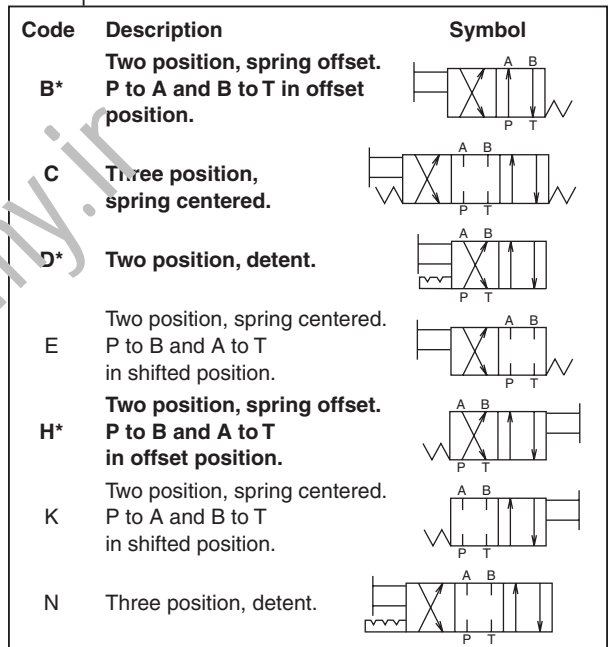 Code Description Symbol
Two position, spring offset.
B* P to A and B to T in offset
position.
A B
P T
C Three position,
spring centered.
A B
P T
D* Two position, detent.
A B
P T
Two position, spring centered.
E P to B and A to T
in shifted position.
A B
P T
Two position, spring offset.
H* P to B and A to T
in offset position.
A B
P T
Two position, spring centered.
K P to A and B to T
in shifted position.
A B
P T
N Three position, detent.
A B
P T
my.ir